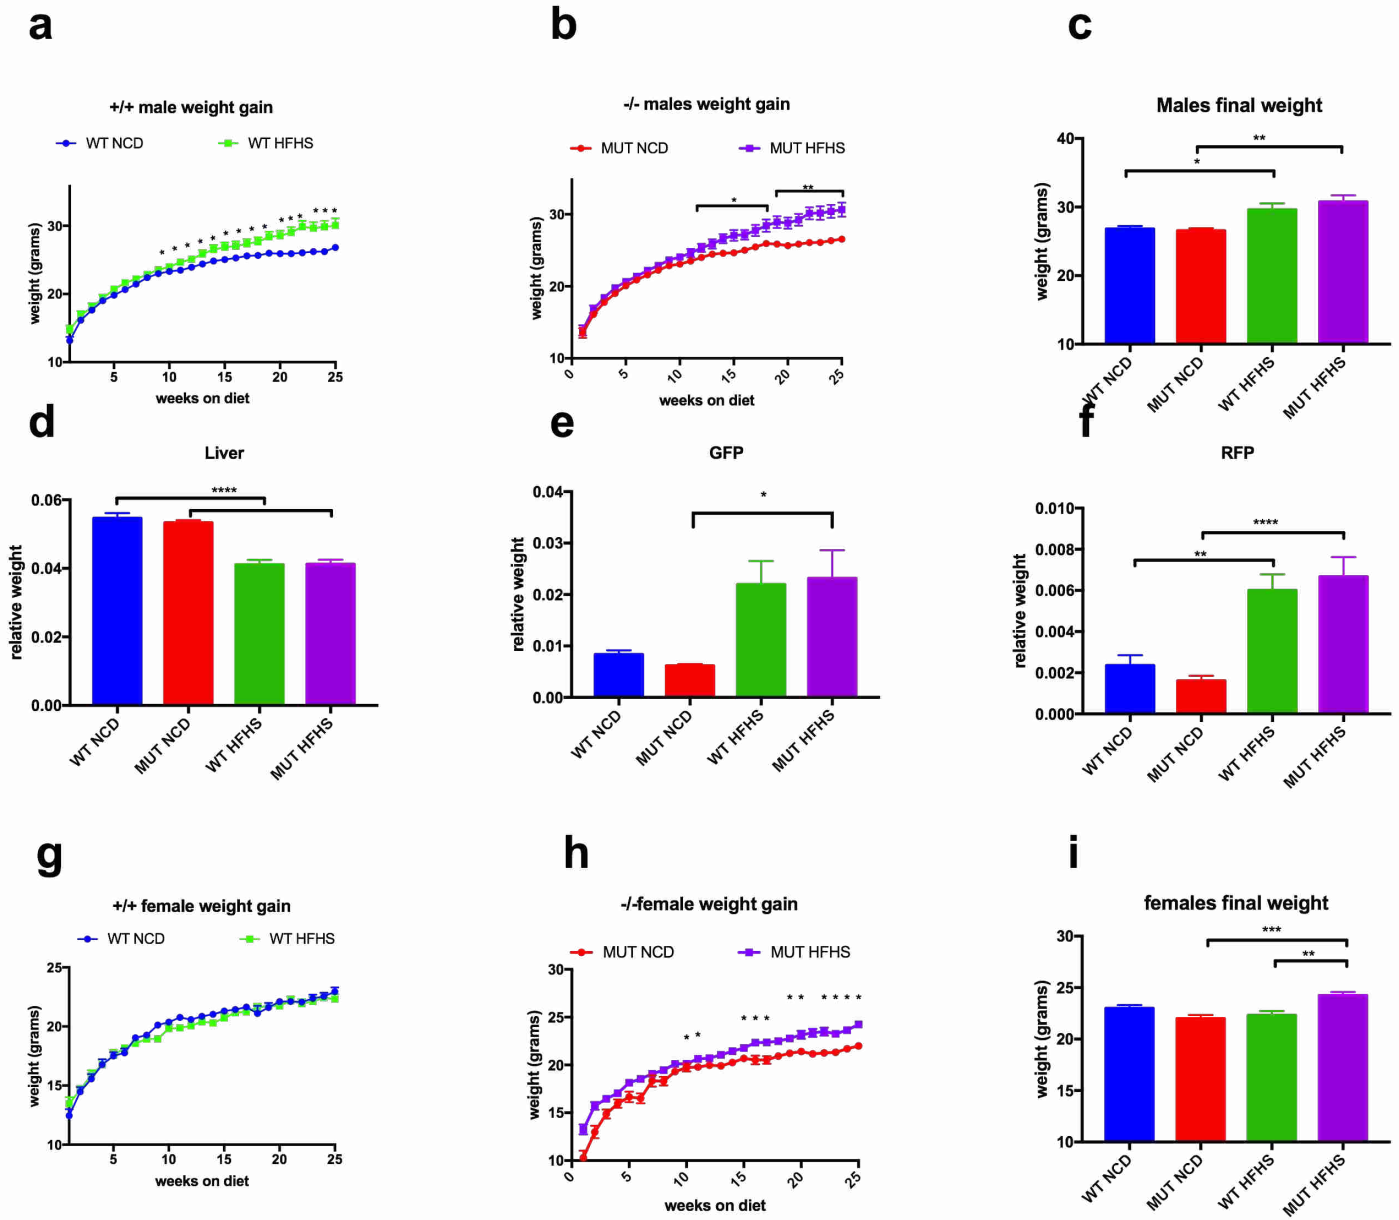 a
+/+ male weight gain
WT NCD WT HFHS
* * * * * * * * * * * * * * *
weight (grams)
30
20
10
5 10 15 20 25
weeks on diet
b
-/- males weight gain
MUT NCD MUT HFHS
* **
weight (grams)
30
20
10
0 5 10 15 20 25
weeks on diet
c
Males final weight
**
*
weight (grams)
40
30
20
10
WT NCD MUT NCD WT HFHS MUT HFHS
d
Liver
****
relative weight
0.06
0.04
0.02
0.00
WT NCD MUT NCD WT HFHS MUT HFHS
e
GFP
*
relative weight
0.04
0.03
0.02
0.01
0.00
WT NCD MUT NCD WT HFHS MUT HFHS
f
RFP
****
**
relative weight
0.010
0.008
0.006
0.004
0.002
0.000
WT NCD MUT NCD WT HFHS MUT HFHS
g
+/+ female weight gain
WT NCD WT HFHS
weight (grams)
25
20
15
10
5 10 15 20 25
weeks on diet
h
-/-female weight gain
MUT NCD MUT HFHS
* * * * * * * * * * *
weight (grams)
30
25
20
15
10
0 5 10 15 20 25
weeks on diet
i
females final weight
***
**
weight (grams)
30
25
20
15
10
WT NCD MUT NCD WT HFHS MUT HFHS